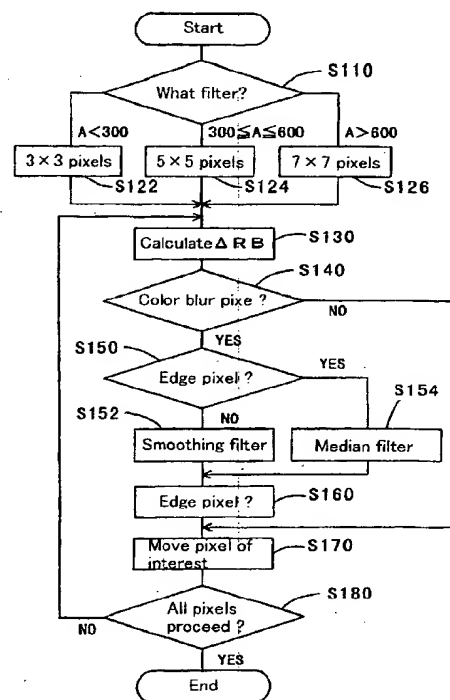 Start
S110
What filter?
A<300
300≦A≦600
A>600
3×3 pixels
5×5 pixels
7×7 pixels
S122
S124
S126
S130
Calculate Δ R B
S140
Color blur pixe ?
NO
YES
S150
Edge pixel ?
YES
S152
NO
S154
Smoothing filter
Median filter
Edge pixel ?
S160
Move pixel of
interest
S170
S180
All pixels
proceed ?
NO
YES
End